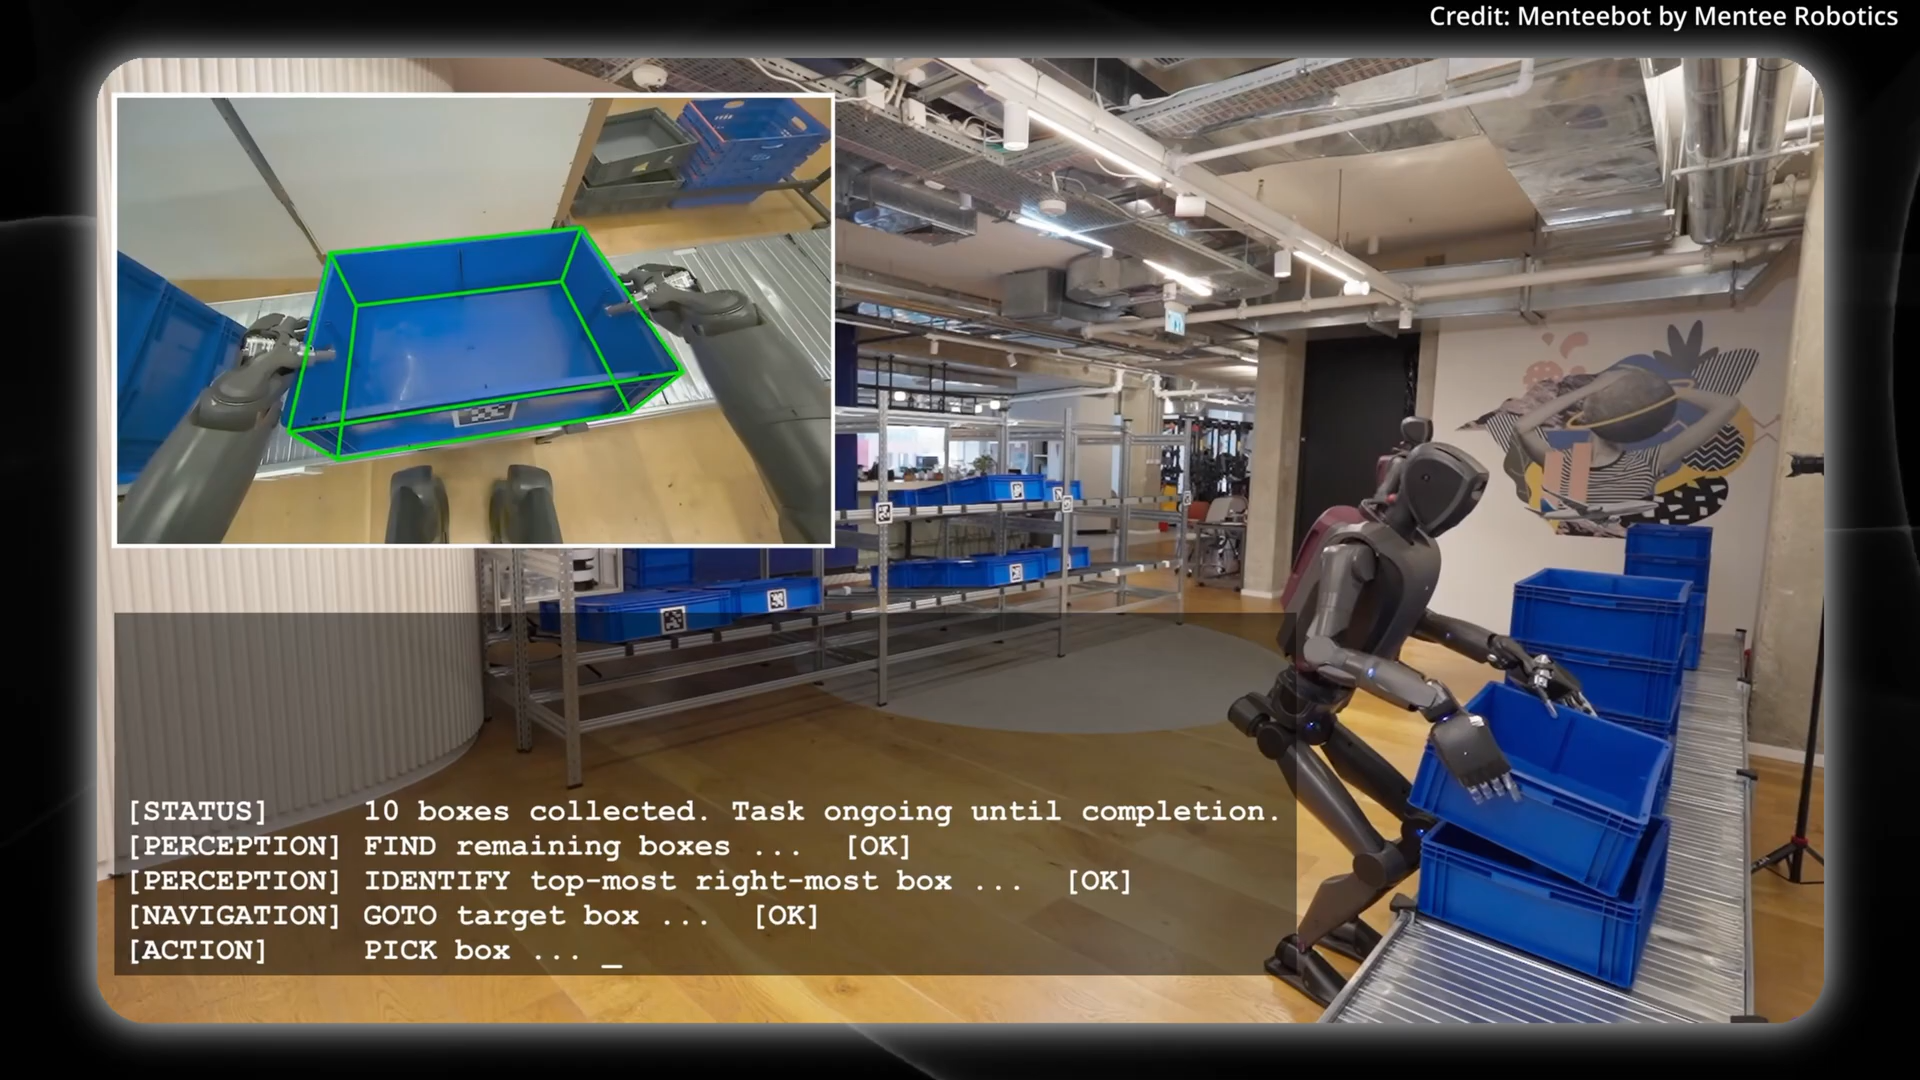 Credit: Menteebot by Mentee Robotics
[STATUS] 10 boxes collected. Task ongoing until completion.
[PERCEPTION] FIND remaining boxes ... [OK]
[PERCEPTION] IDENTIFY top-most right-most box ... [OK]
[NAVIGATION] GOTO target box ... [OK]
[ACTION] PICK box ... _